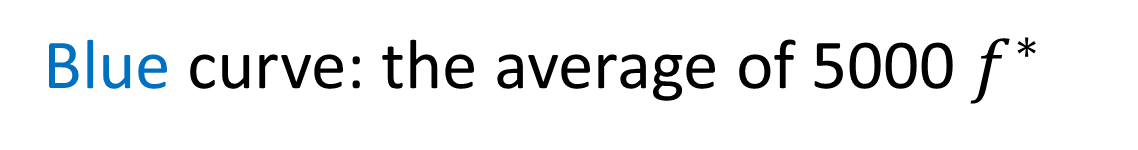 Blue curve: the average of 5000 𝑓*